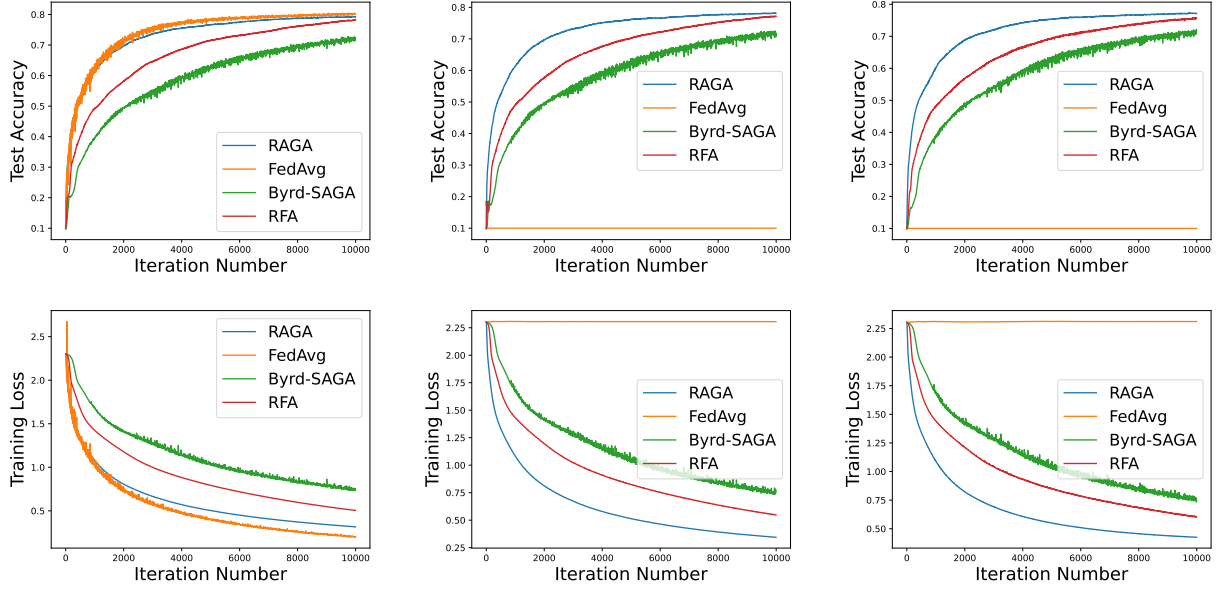 0.8
0.7
0.6
0.5
0.4
0.3
0.2
0.1
Test Accuracy
RAGA
FedAvg
Byrd-SAGA
RFA
0 2000 4000 6000 8000 10000
Iteration Number
0.8
0.7
0.6
0.5
0.4
0.3
0.2
0.1
Test Accuracy
RAGA
FedAvg
Byrd-SAGA
RFA
0 2000 4000 6000 8000 10000
Iteration Number
0.8
0.7
0.6
0.5
0.4
0.3
0.2
0.1
Test Accuracy
RAGA
FedAvg
Byrd-SAGA
RFA
0 2000 4000 6000 8000 10000
Iteration Number
2.5
2.0
1.5
1.0
0.5
Training Loss
RAGA
FedAvg
Byrd-SAGA
RFA
0 2000 4000 6000 8000 10000
Iteration Number
2.25
2.00
1.75
1.50
1.25
1.00
0.75
0.50
0.25
Training Loss
RAGA
FedAvg
Byrd-SAGA
RFA
0 2000 4000 6000 8000 10000
Iteration Number
2.25
2.00
1.75
1.50
1.25
1.00
0.75
0.50
Training Loss
RAGA
FedAvg
Byrd-SAGA
RFA
0 2000 4000 6000 8000 10000
Iteration Number